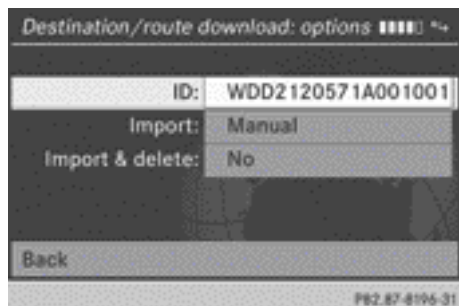 Destination/route download: options
ID: WDD2120571A001001
Import: Manual
Import & delete: No
Back
P82.87-8196-31